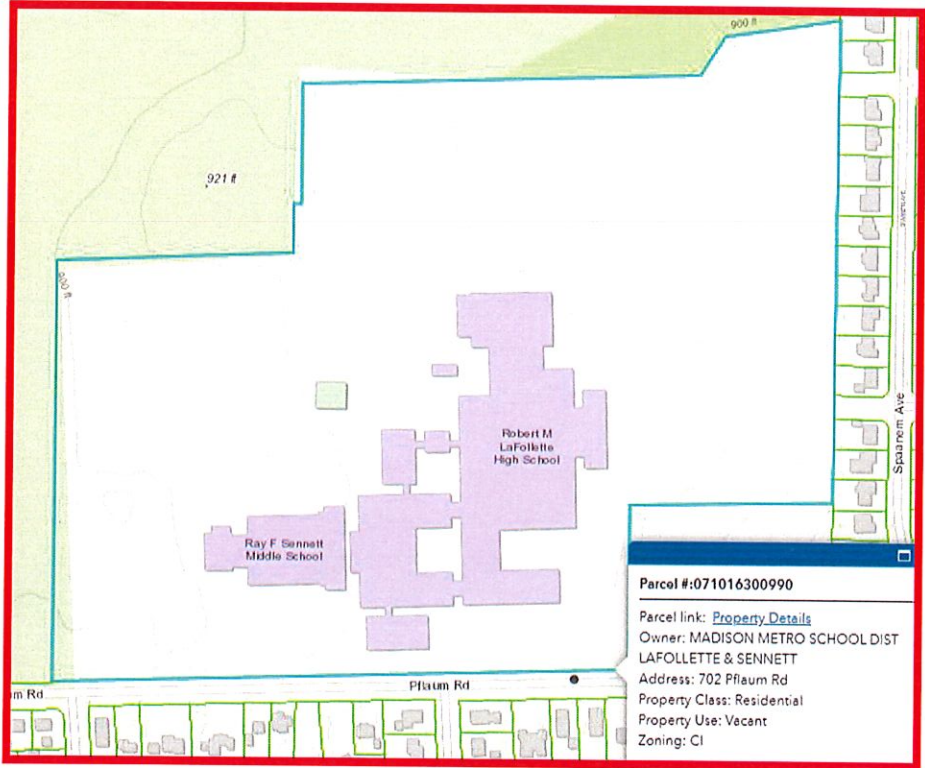 900 ft
921 ft
900 ft
Robert M
LaFollette
High School
Ray F Sennett
Middle School
Spaanem Ave
Parcel #:071016300990
Parcel link: Property Details
Owner: MADISON METRO SCHOOL DIST
LAFOLLETTE & SENNETT
Address: 702 Pflaum Rd
Property Class: Residential
Property Use: Vacant
Zoning: CI
um Rd
Pflaum Rd